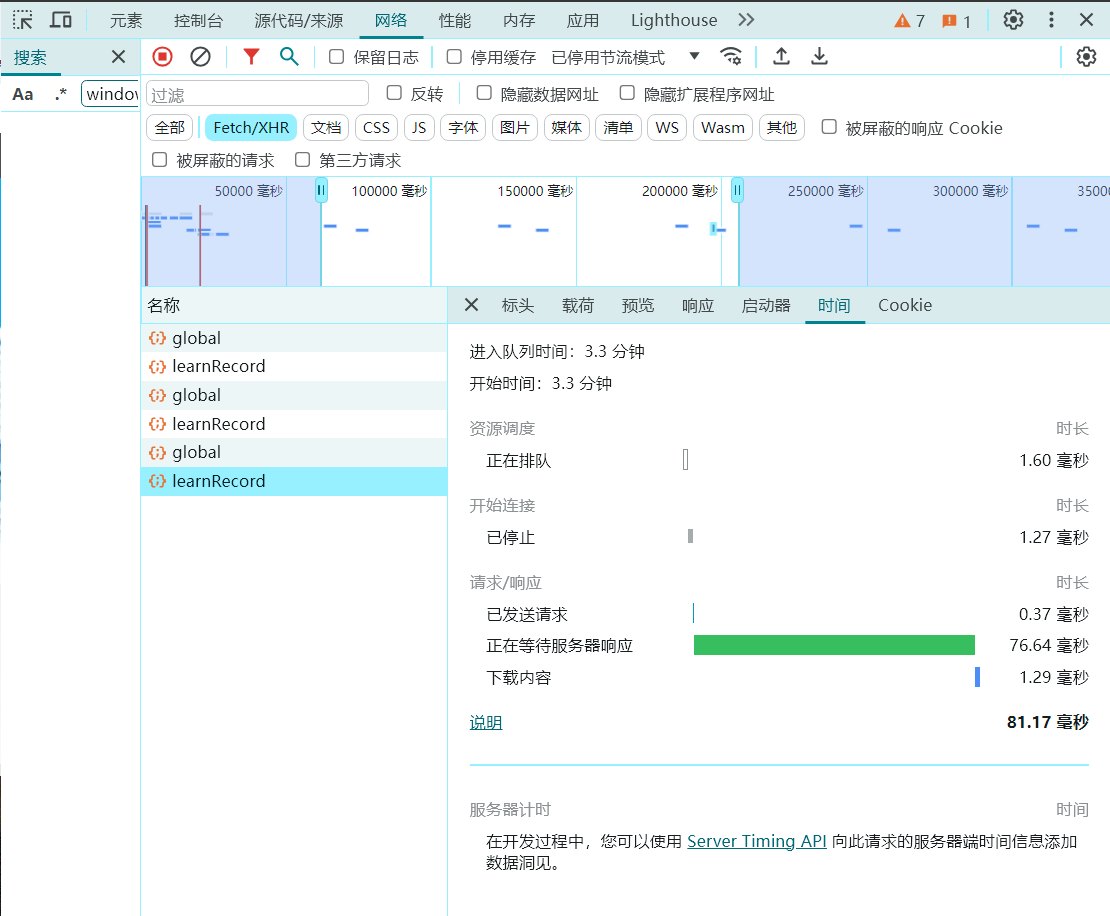 元素 控制台 源代码/来源 网络 性能 内存 应用 Lighthouse 7 1
搜索 保留日志 停用缓存 已停用节流模式
Aa .* window 过滤 反转 隐藏数据网址 隐藏扩展程序网址
全部 Fetch/XHR 文档 CSS JS 字体 图片 媒体 清单 WS Wasm 其他 被屏蔽的响应 Cookie
被屏蔽的请求 第三方请求
50000 毫秒 100000 毫秒 150000 毫秒 200000 毫秒 250000 毫秒 300000 毫秒 3500
名称 标头 载荷 预览 响应 启动器 时间 Cookie
global
learnRecord
global
learnRecord
global
learnRecord
进入队列时间：3.3 分钟
开始时间：3.3 分钟
资源调度 时长
正在排队 1.60 毫秒
开始连接 时长
已停止 1.27 毫秒
请求/响应 时长
已发送请求 0.37 毫秒
正在等待服务器响应 76.64 毫秒
下载内容 1.29 毫秒
说明 81.17 毫秒
服务器计时 时间
在开发过程中，您可以使用 Server Timing API 向此请求的服务器端时间信息添加
数据洞见。